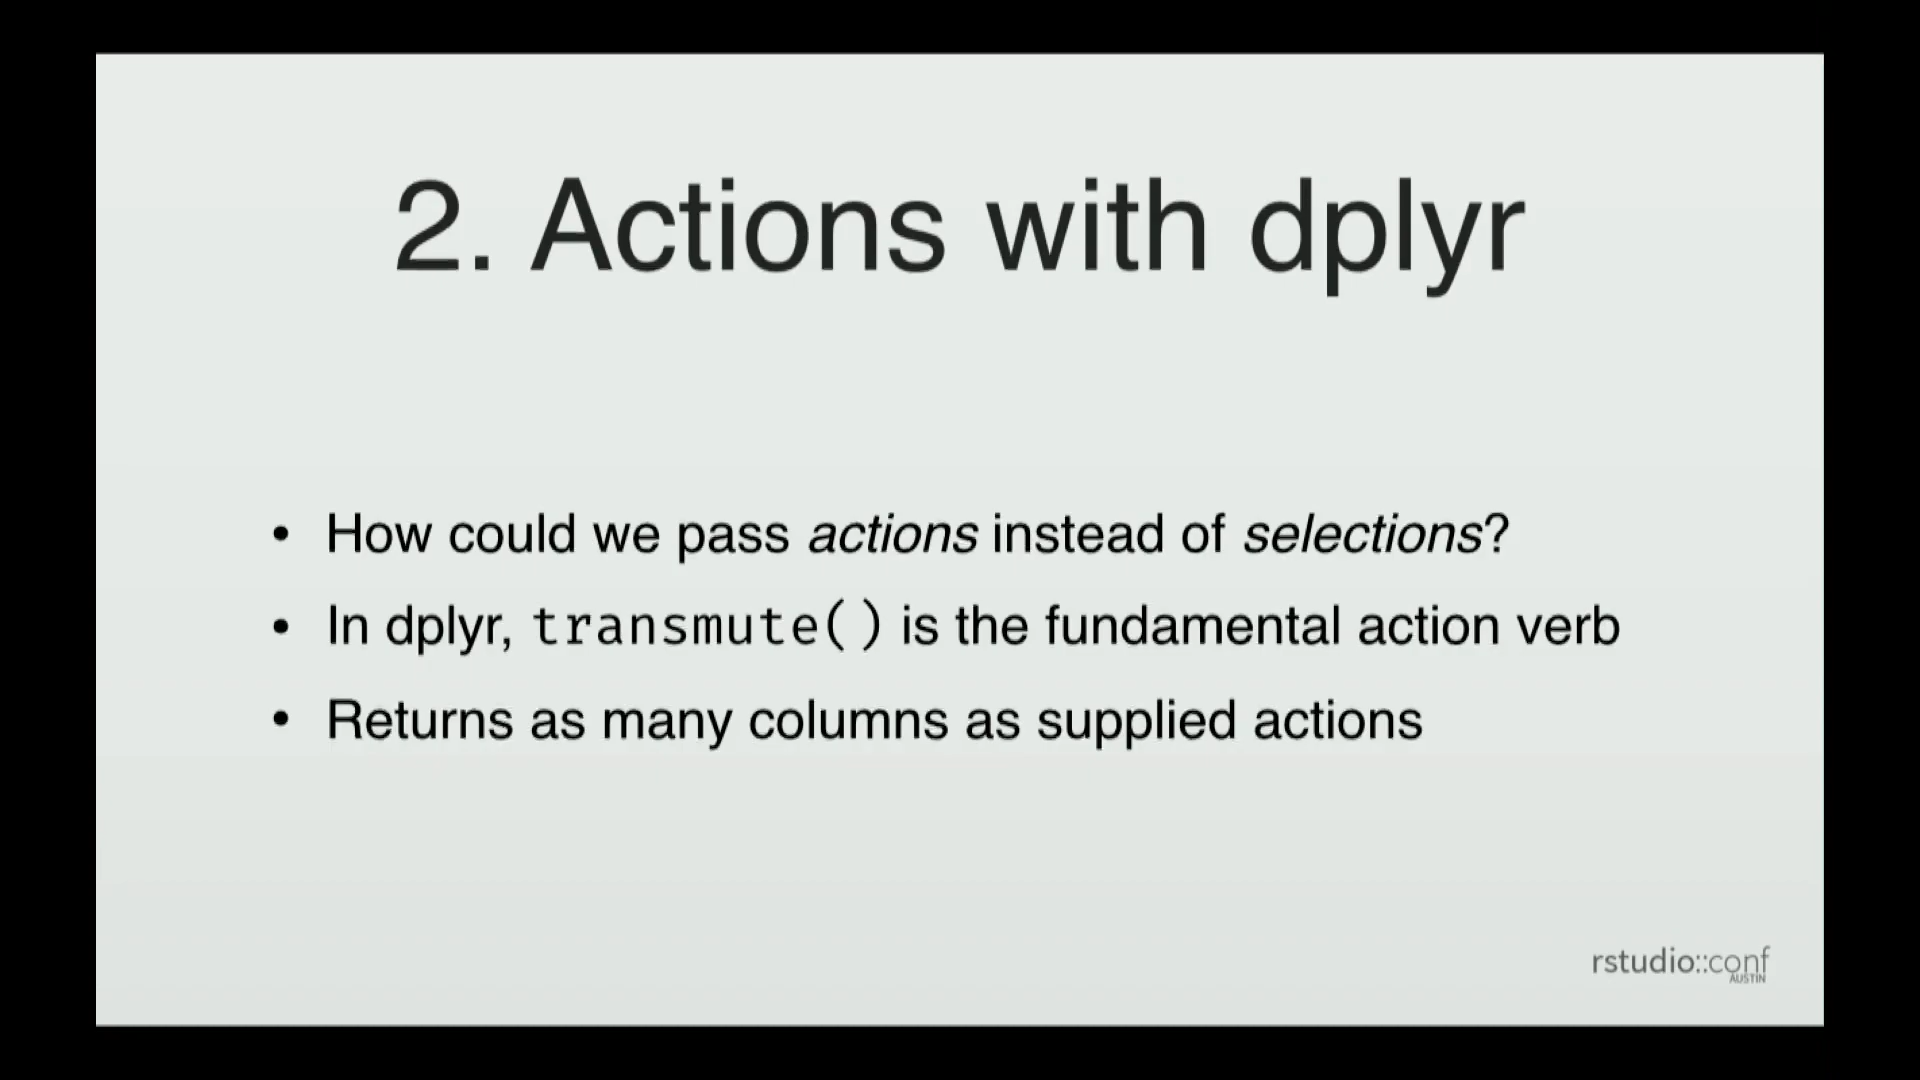 2. Actions with dplyr
• How could we pass actions instead of selections?
• In dplyr, transmute() is the fundamental action verb
• Returns as many columns as supplied actions
rstudio::conf
AUSTIN